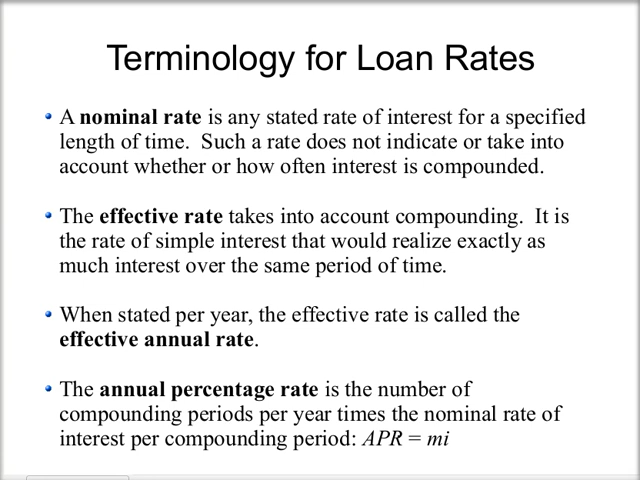 Terminology for Loan Rates
A nominal rate is any stated rate of interest for a specified
length of time. Such a rate does not indicate or take into
account whether or how often interest is compounded.
The effective rate takes into account compounding. It is
the rate of simple interest that would realize exactly as
much interest over the same period of time.
When stated per year, the effective rate is called the
effective annual rate.
The annual percentage rate is the number of
compounding periods per year times the nominal rate of
interest per compounding period: APR = mi